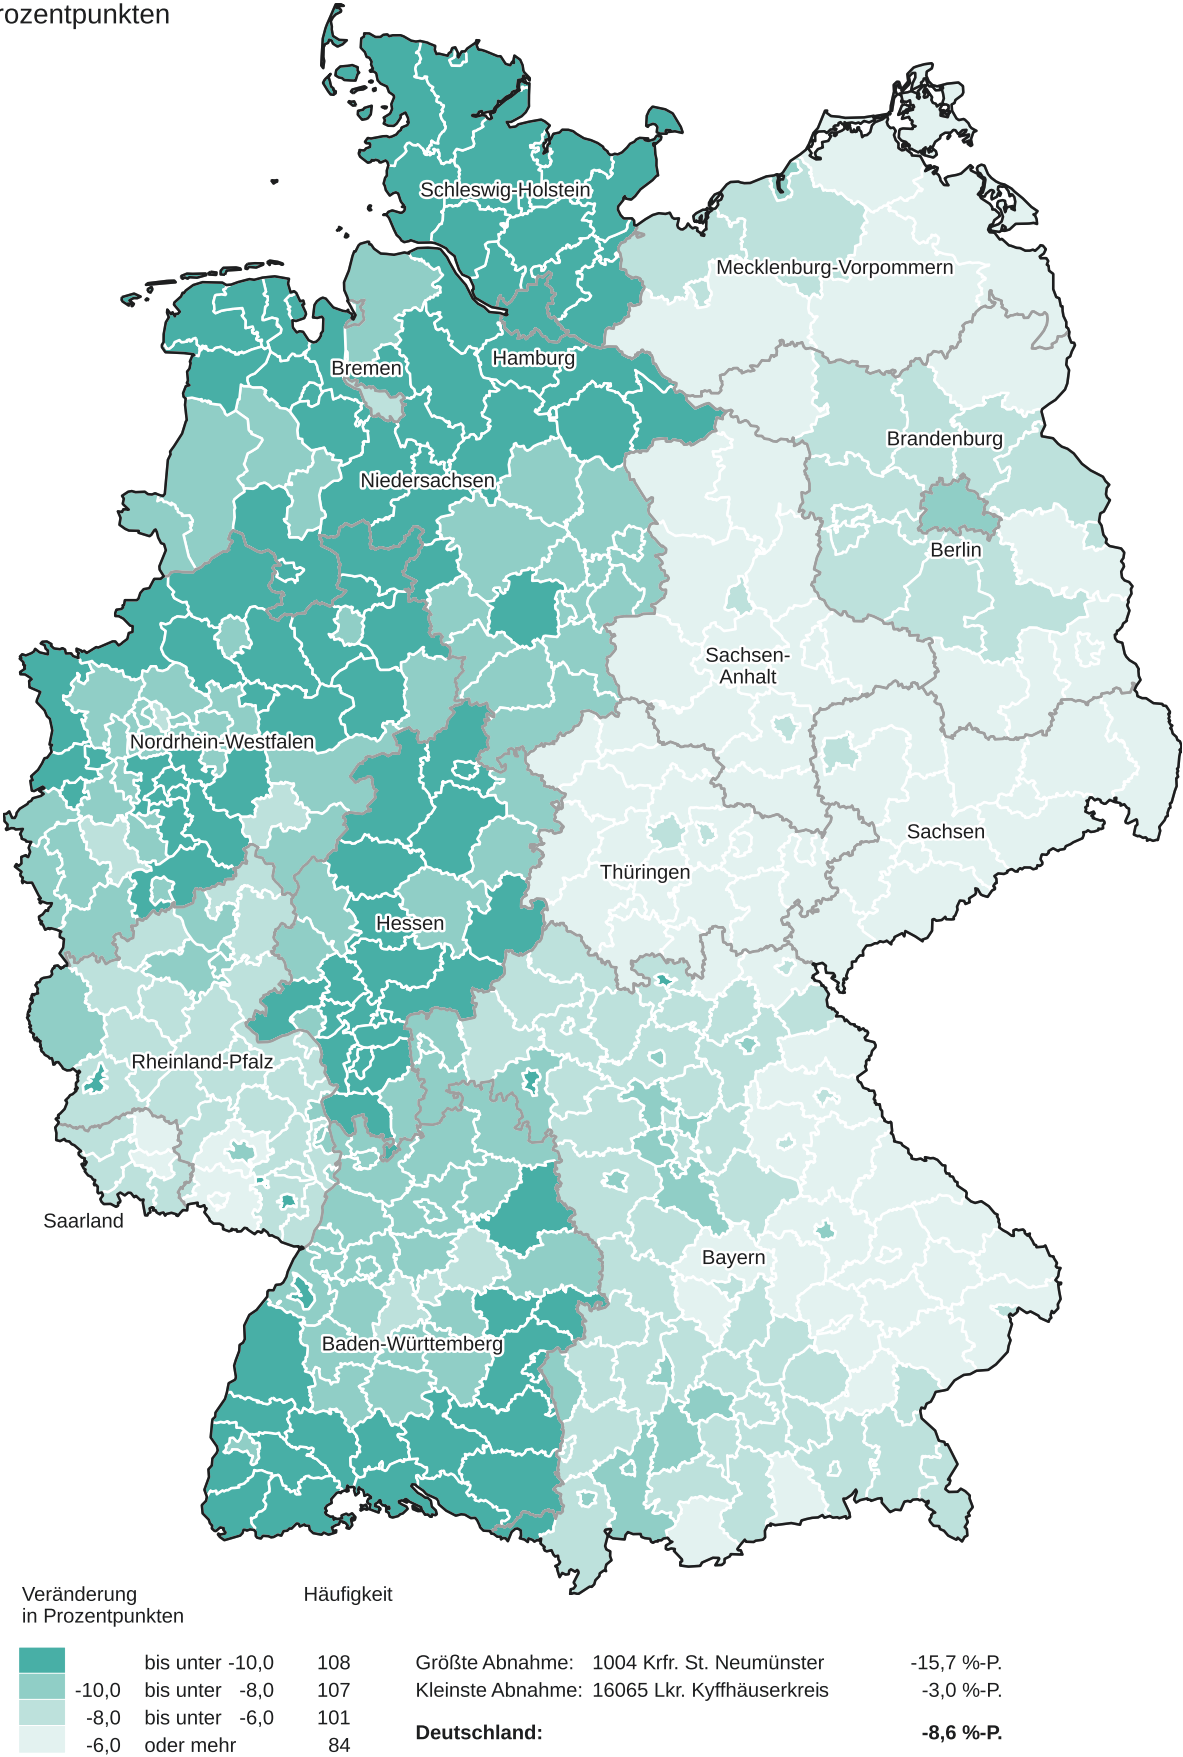 rozentpunkten
Schleswig-Holstein
Mecklenburg-Vorpommern
Hamburg
Bremen
Brandenburg
Niedersachsen
Berlin
Sachsen-
Anhalt
Nordrhein-Westfalen
Sachsen
Thüringen
Hessen
Rheinland-Pfalz
Saarland
Bayern
Baden-Württemberg
Veränderung
in Prozentpunkten
Häufigkeit
bis unter -10,0 108
-10,0 bis unter -8,0 107
-8,0 bis unter -6,0 101
-6,0 oder mehr 84
Größte Abnahme: 1004 Krfr. St. Neumünster -15,7 %-P.
Kleinste Abnahme: 16065 Lkr. Kyffhäuserkreis -3,0 %-P.
Deutschland: -8,6 %-P.